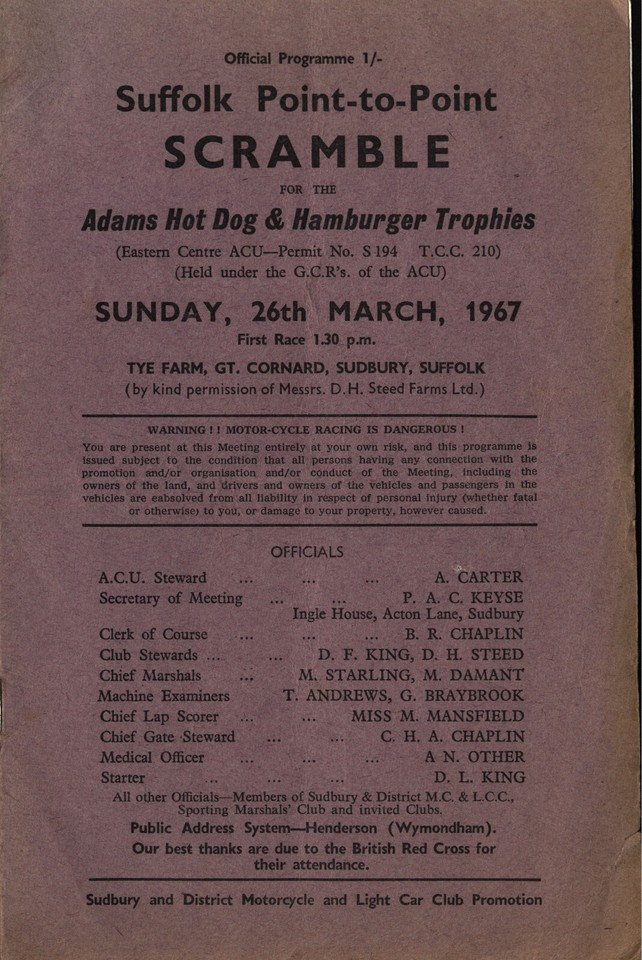 Official Programme 1/-
Suffolk Point-to-Point
SCRAMBLE
FOR THE
Adams Hot Dog & Hamburger Trophies
(Eastern Centre ACU—Permit No. S 194 T.C.C. 210)
(Held under the G.C.R's. of the ACU)
SUNDAY, 26th MARCH, 1967
First Race 1.30 p.m.
TYE FARM, GT. CORNARD, SUDBURY, SUFFOLK
(by kind permission of Messrs. D.H. Steed Farms Ltd.)
WARNING ! ! MOTOR-CYCLE RACING IS DANGEROUS !
You are present at this Meeting entirely at your own risk, and this programme is
issued subject to the condition that all persons having any connection with the
promotion and/or organisation and/or conduct of the Meeting, including the
owners of the land, and drivers and owners of the vehicles and passengers in the
vehicles are eabsolved from all liability in respect of personal injury (whether fatal
or otherwise) to you, or damage to your property, however caused.
OFFICIALS
A.C.U. Steward ... ... ... A. CARTER
Secretary of Meeting ... ... P. A. C. KEYSE
Ingle House, Acton Lane, Sudbury
Clerk of Course ... ... ... B. R. CHAPLIN
Club Stewards ... ... D. F. KING, D. H. STEED
Chief Marshals ... M. STARLING, M. DAMANT
Machine Examiners T. ANDREWS, G. BRAYBROOK
Chief Lap Scorer ... ... MISS M. MANSFIELD
Chief Gate Steward ... ... C. H. A. CHAPLIN
Medical Officer ... ... ... A N. OTHER
Starter ... ... ... D. L. KING
All other Officials—Members of Sudbury & District M.C. & L.C.C.,
Sporting Marshals' Club and invited Clubs.
Public Address System—Henderson (Wymondham).
Our best thanks are due to the British Red Cross for
their attendance.
Sudbury and District Motorcycle and Light Car Club Promotion